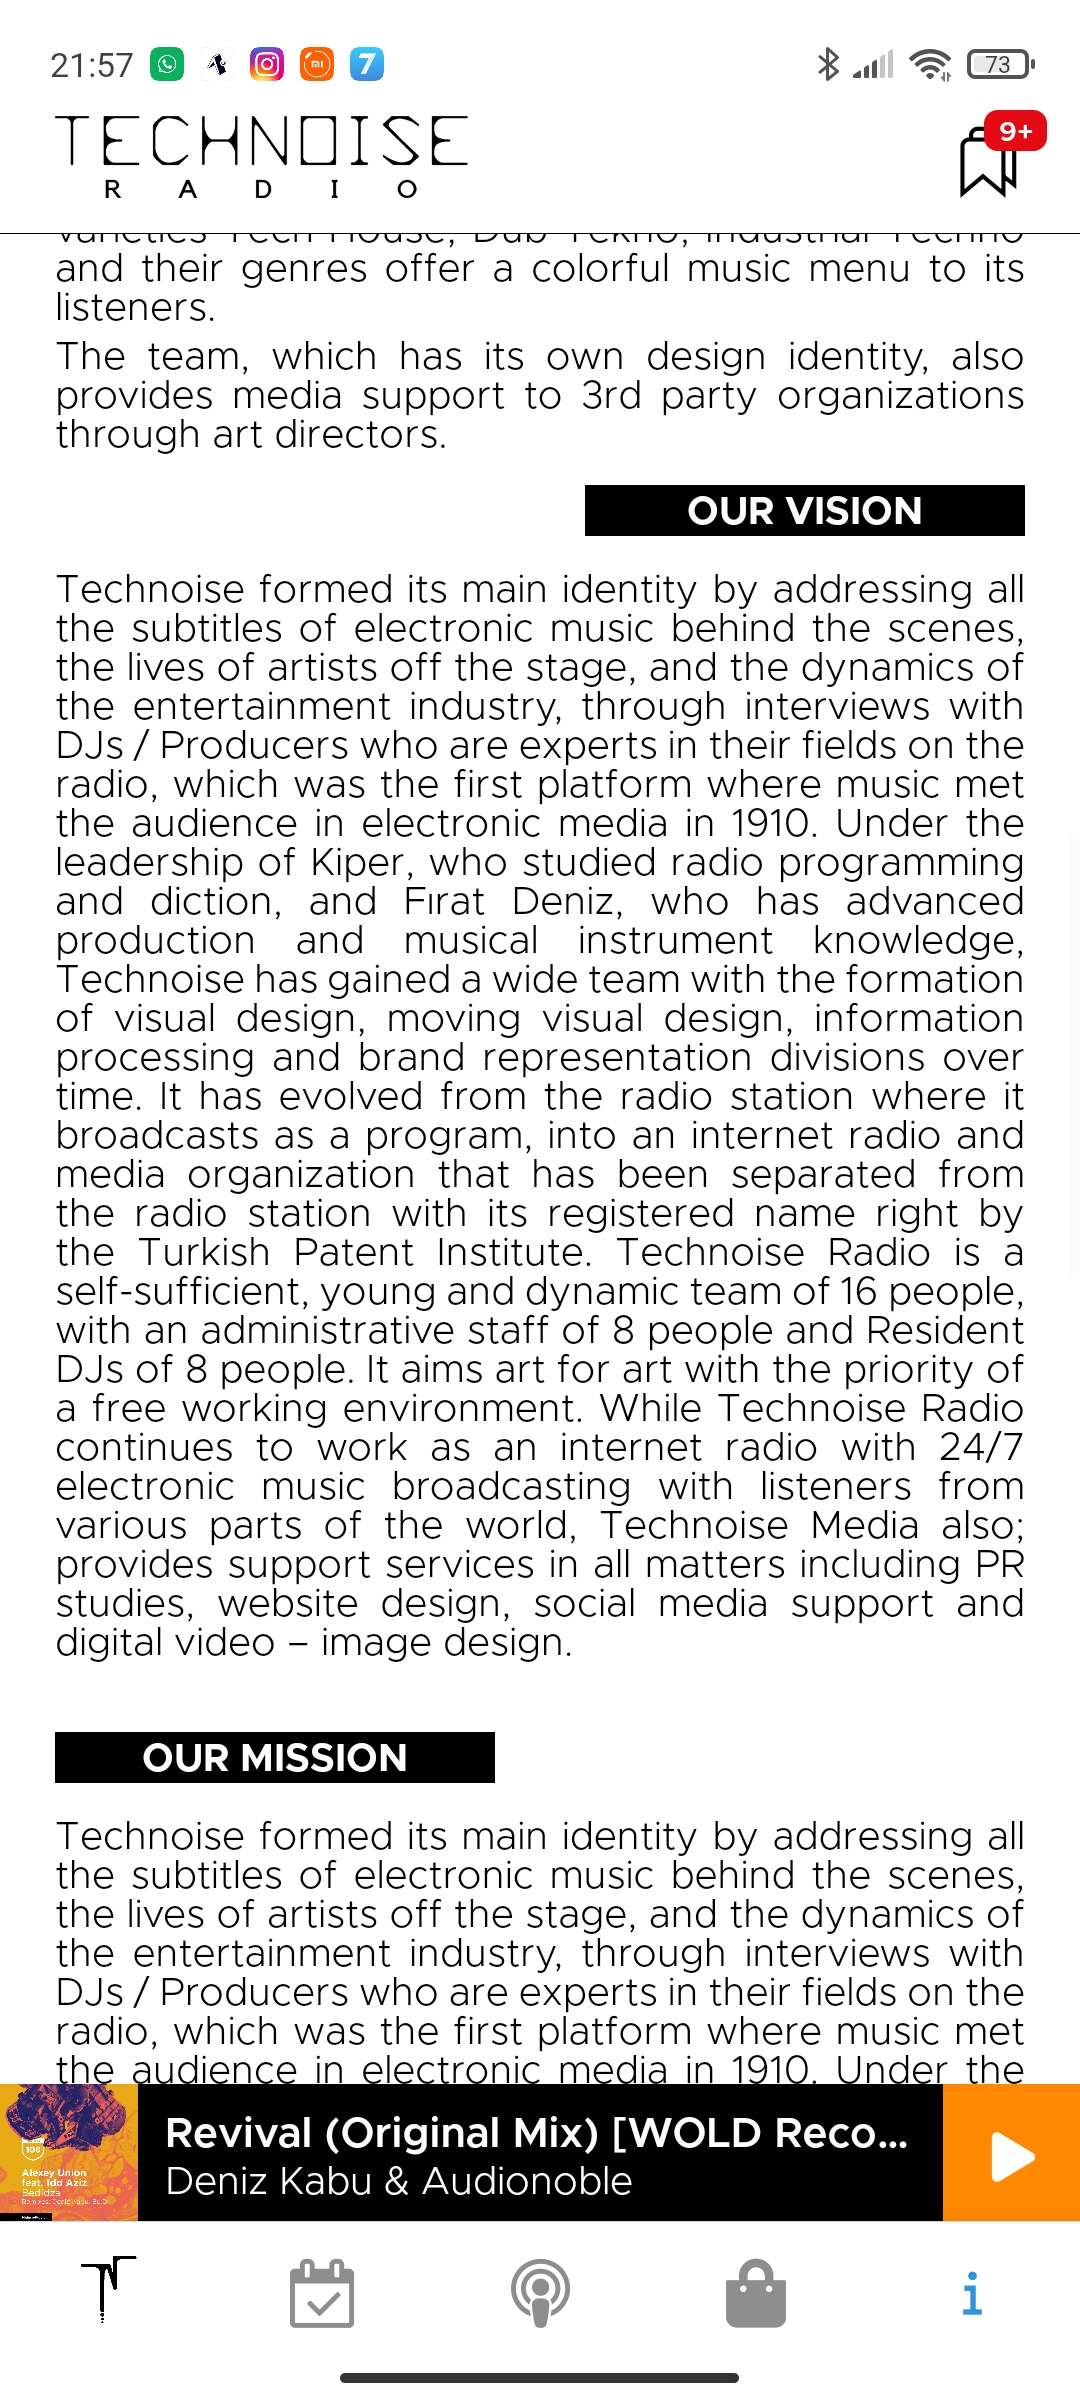 21:57
73
TECHNOISE
RADIO
9+
varieties Tech House, Dub Tekno, Industrial Techno
and their genres offer a colorful music menu to its
listeners.
The team, which has its own design identity, also
provides media support to 3rd party organizations
through art directors.
OUR VISION
Technoise formed its main identity by addressing all
the subtitles of electronic music behind the scenes,
the lives of artists off the stage, and the dynamics of
the entertainment industry, through interviews with
DJs / Producers who are experts in their fields on the
radio, which was the first platform where music met
the audience in electronic media in 1910. Under the
leadership of Kiper, who studied radio programming
and diction, and Fırat Deniz, who has advanced
production and musical instrument knowledge,
Technoise has gained a wide team with the formation
of visual design, moving visual design, information
processing and brand representation divisions over
time. It has evolved from the radio station where it
broadcasts as a program, into an internet radio and
media organization that has been separated from
the radio station with its registered name right by
the Turkish Patent Institute. Technoise Radio is a
self-sufficient, young and dynamic team of 16 people,
with an administrative staff of 8 people and Resident
DJs of 8 people. It aims art for art with the priority of
a free working environment. While Technoise Radio
continues to work as an internet radio with 24/7
electronic music broadcasting with listeners from
various parts of the world, Technoise Media also;
provides support services in all matters including PR
studies, website design, social media support and
digital video – image design.
OUR MISSION
Technoise formed its main identity by addressing all
the subtitles of electronic music behind the scenes,
the lives of artists off the stage, and the dynamics of
the entertainment industry, through interviews with
DJs / Producers who are experts in their fields on the
radio, which was the first platform where music met
the audience in electronic media in 1910. Under the
106
Alexey Union
feat. Idd Aziz
Bedidza
Revival (Original Mix) [WOLD Reco...
Deniz Kabu & Audionoble